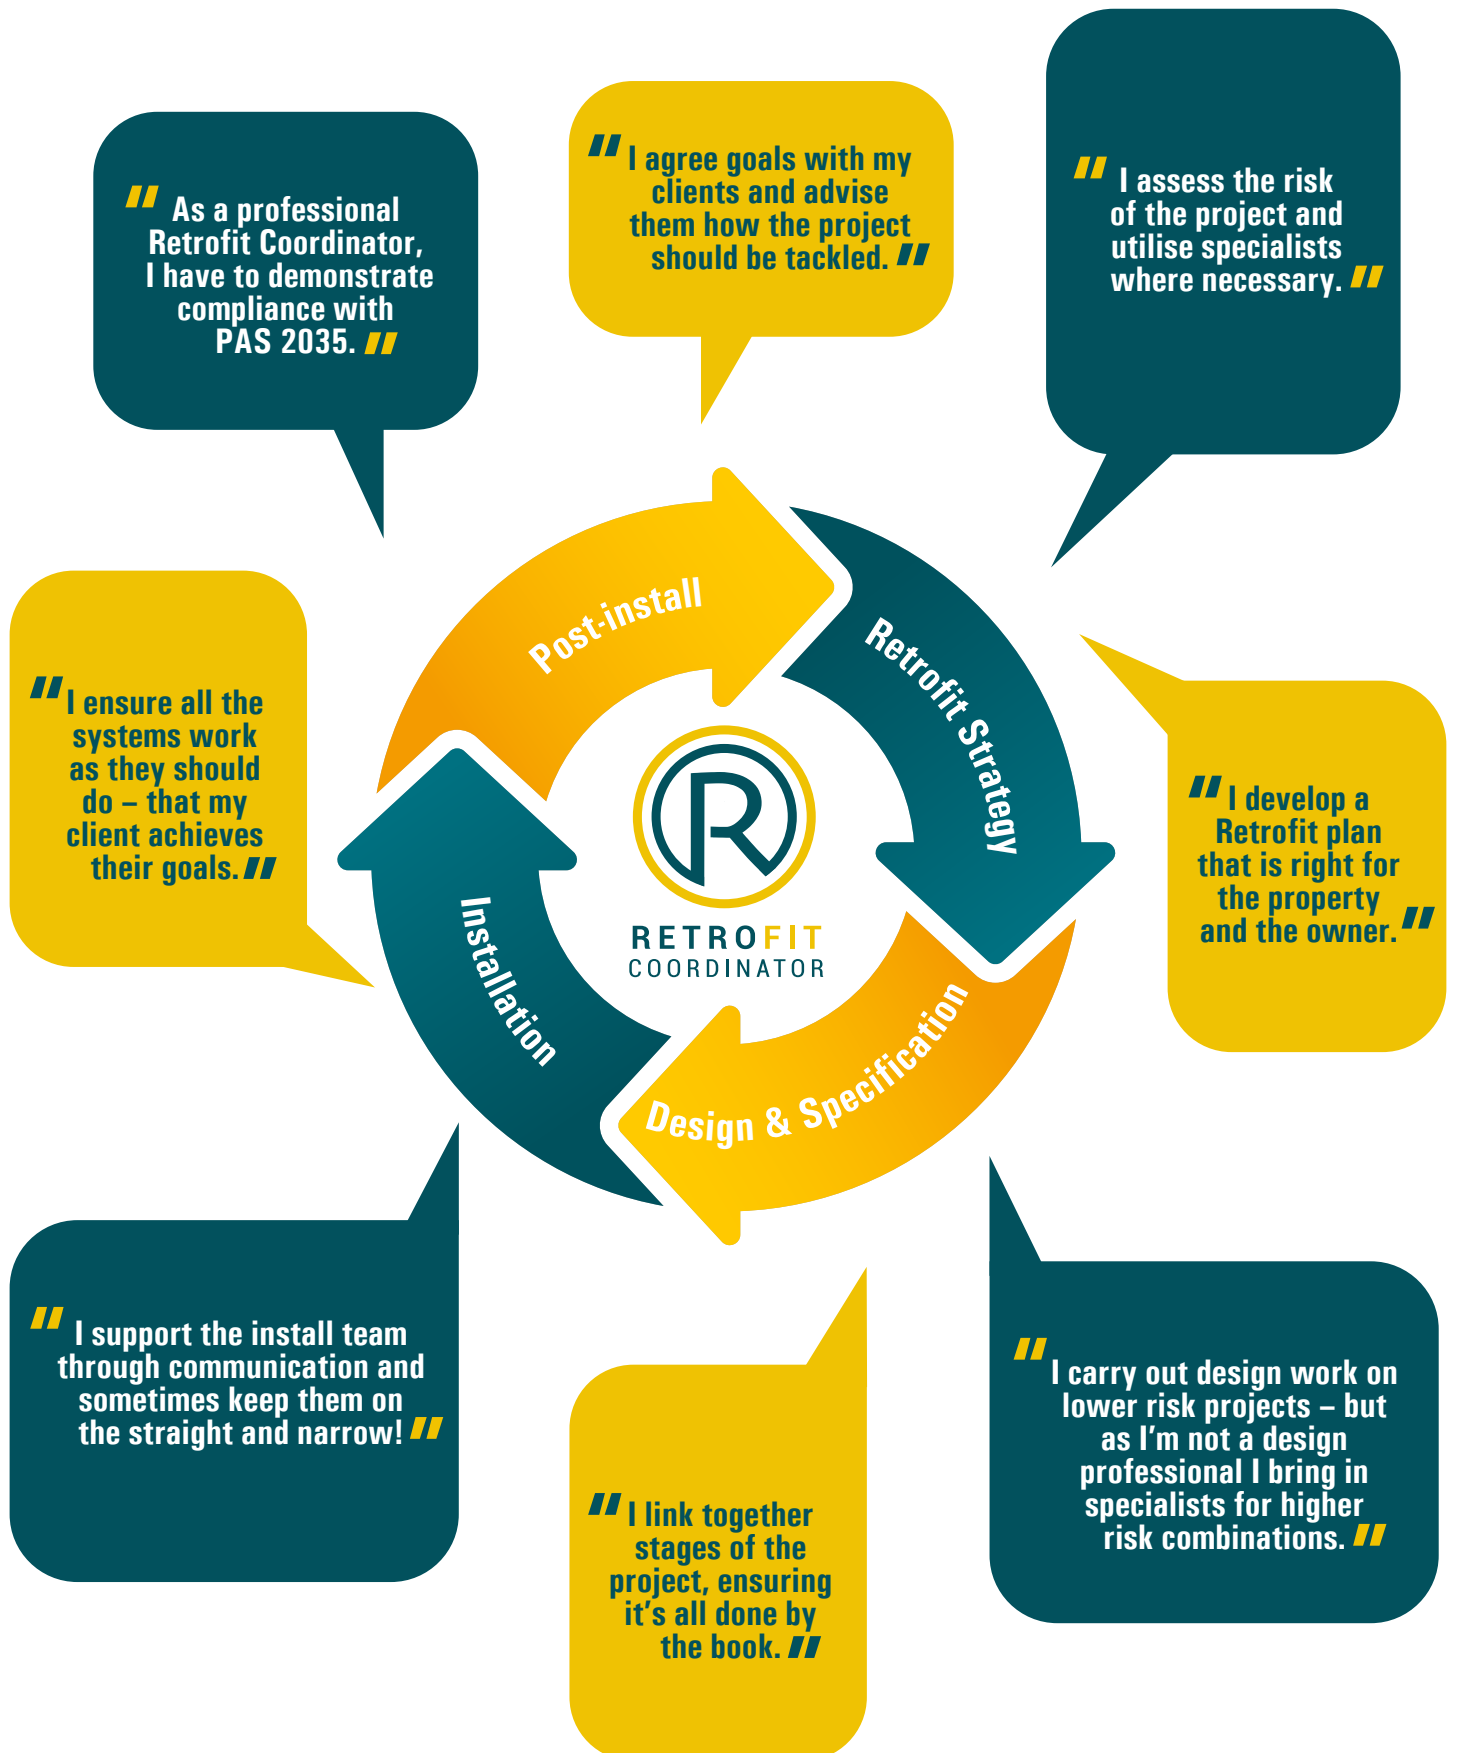 As a professional
Retrofit Coordinator,
I have to demonstrate
compliance with
PAS 2035.
I agree goals with my
clients and advise
them how the project
should be tackled.
I assess the risk
of the project and
utilise specialists
where necessary.
I ensure all the
systems work
as they should
do – that my
client achieves
their goals.
Post-install
Retrofit Strategy
Installation
Design & Specification
R
RETROFIT
COORDINATOR
I develop a
Retrofit plan
that is right for
the property
and the owner.
I support the install team
through communication and
sometimes keep them on
the straight and narrow!
I link together
stages of the
project, ensuring
it’s all done by
the book.
I carry out design work on
lower risk projects – but
as I'm not a design
professional I bring in
specialists for higher
risk combinations.